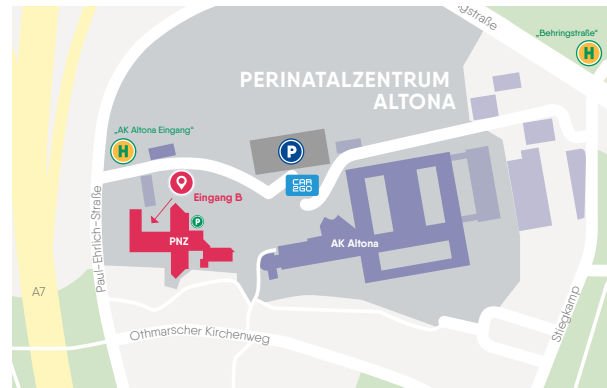 gstraße
„Behringstraße“
H
PERINATALZENTRUM
ALTONA
„AK Altona Eingang“
H
P
CAR
2GO
Eingang B
P
PNZ
AK Altona
Paul-Ehrlich-Straße
A7
Othmarscher Kirchenweg
Stiegkamp